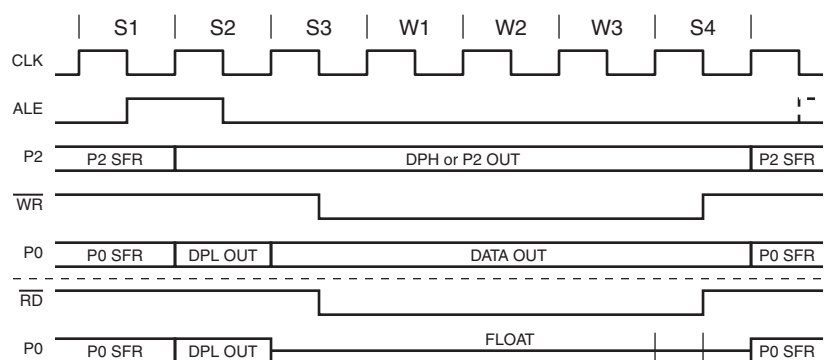 S1 S2 S3 W1 W2 W3 S4
CLK
ALE
P2 P2 SFR DPH or P2 OUT P2 SFR
WR
P0 P0 SFR DPL OUT DATA OUT P0 SFR
RD
P0 P0 SFR DPL OUT FLOAT P0 SFR